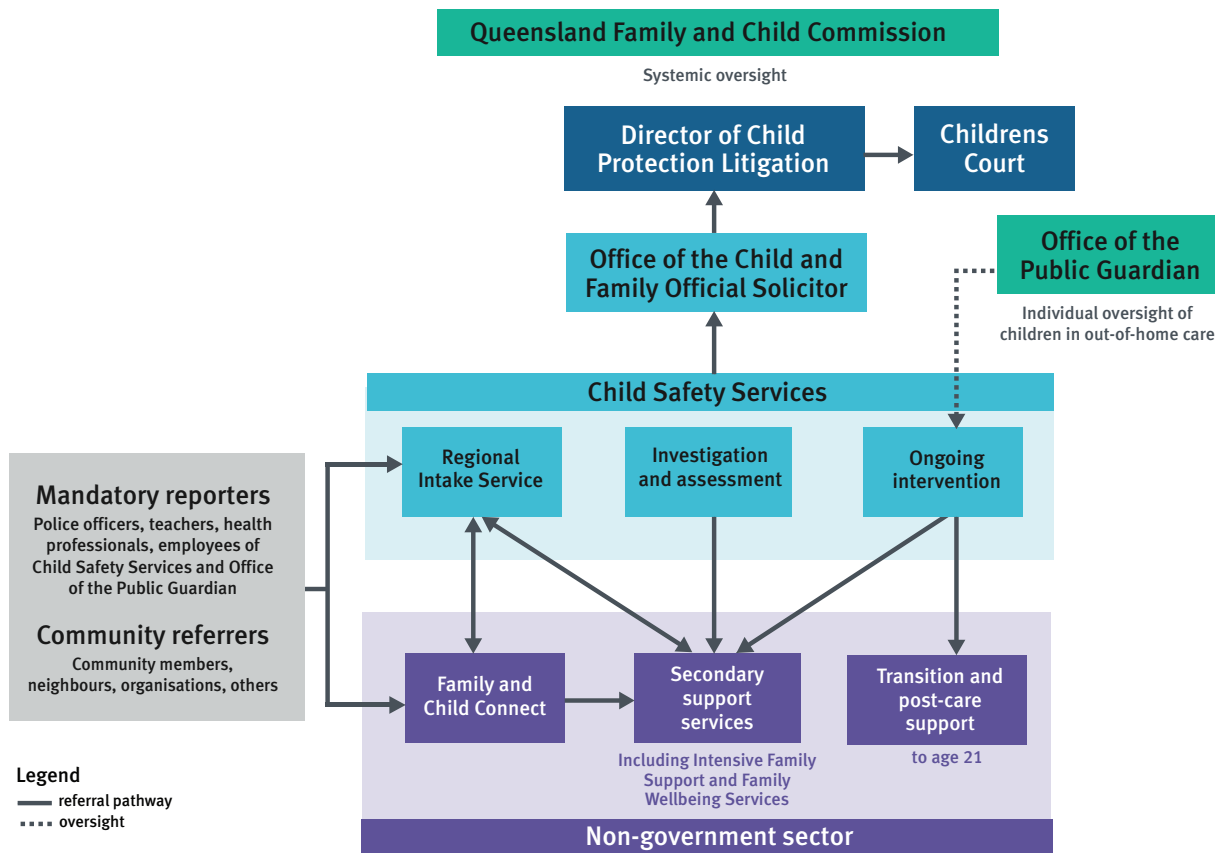 Queensland Family and Child Commission
Systemic oversight
Director of Child
Protection Litigation
Childrens
Court
Office of the Child and
Family Official Solicitor
Office of the
Public Guardian
Individual oversight of
children in out-of-home care
Child Safety Services
Regional
Intake Service
Investigation
and assessment
Ongoing
intervention
Mandatory reporters
Police officers, teachers, health
professionals, employees of
Child Safety Services and Office
of the Public Guardian
Community referrers
Community members,
neighbours, organisations, others
Family and
Child Connect
Secondary
support
services
Including Intensive Family
Support and Family
Wellbeing Services
Transition and
post-care
support
to age 21
Legend
referral pathway
oversight
Non-government sector